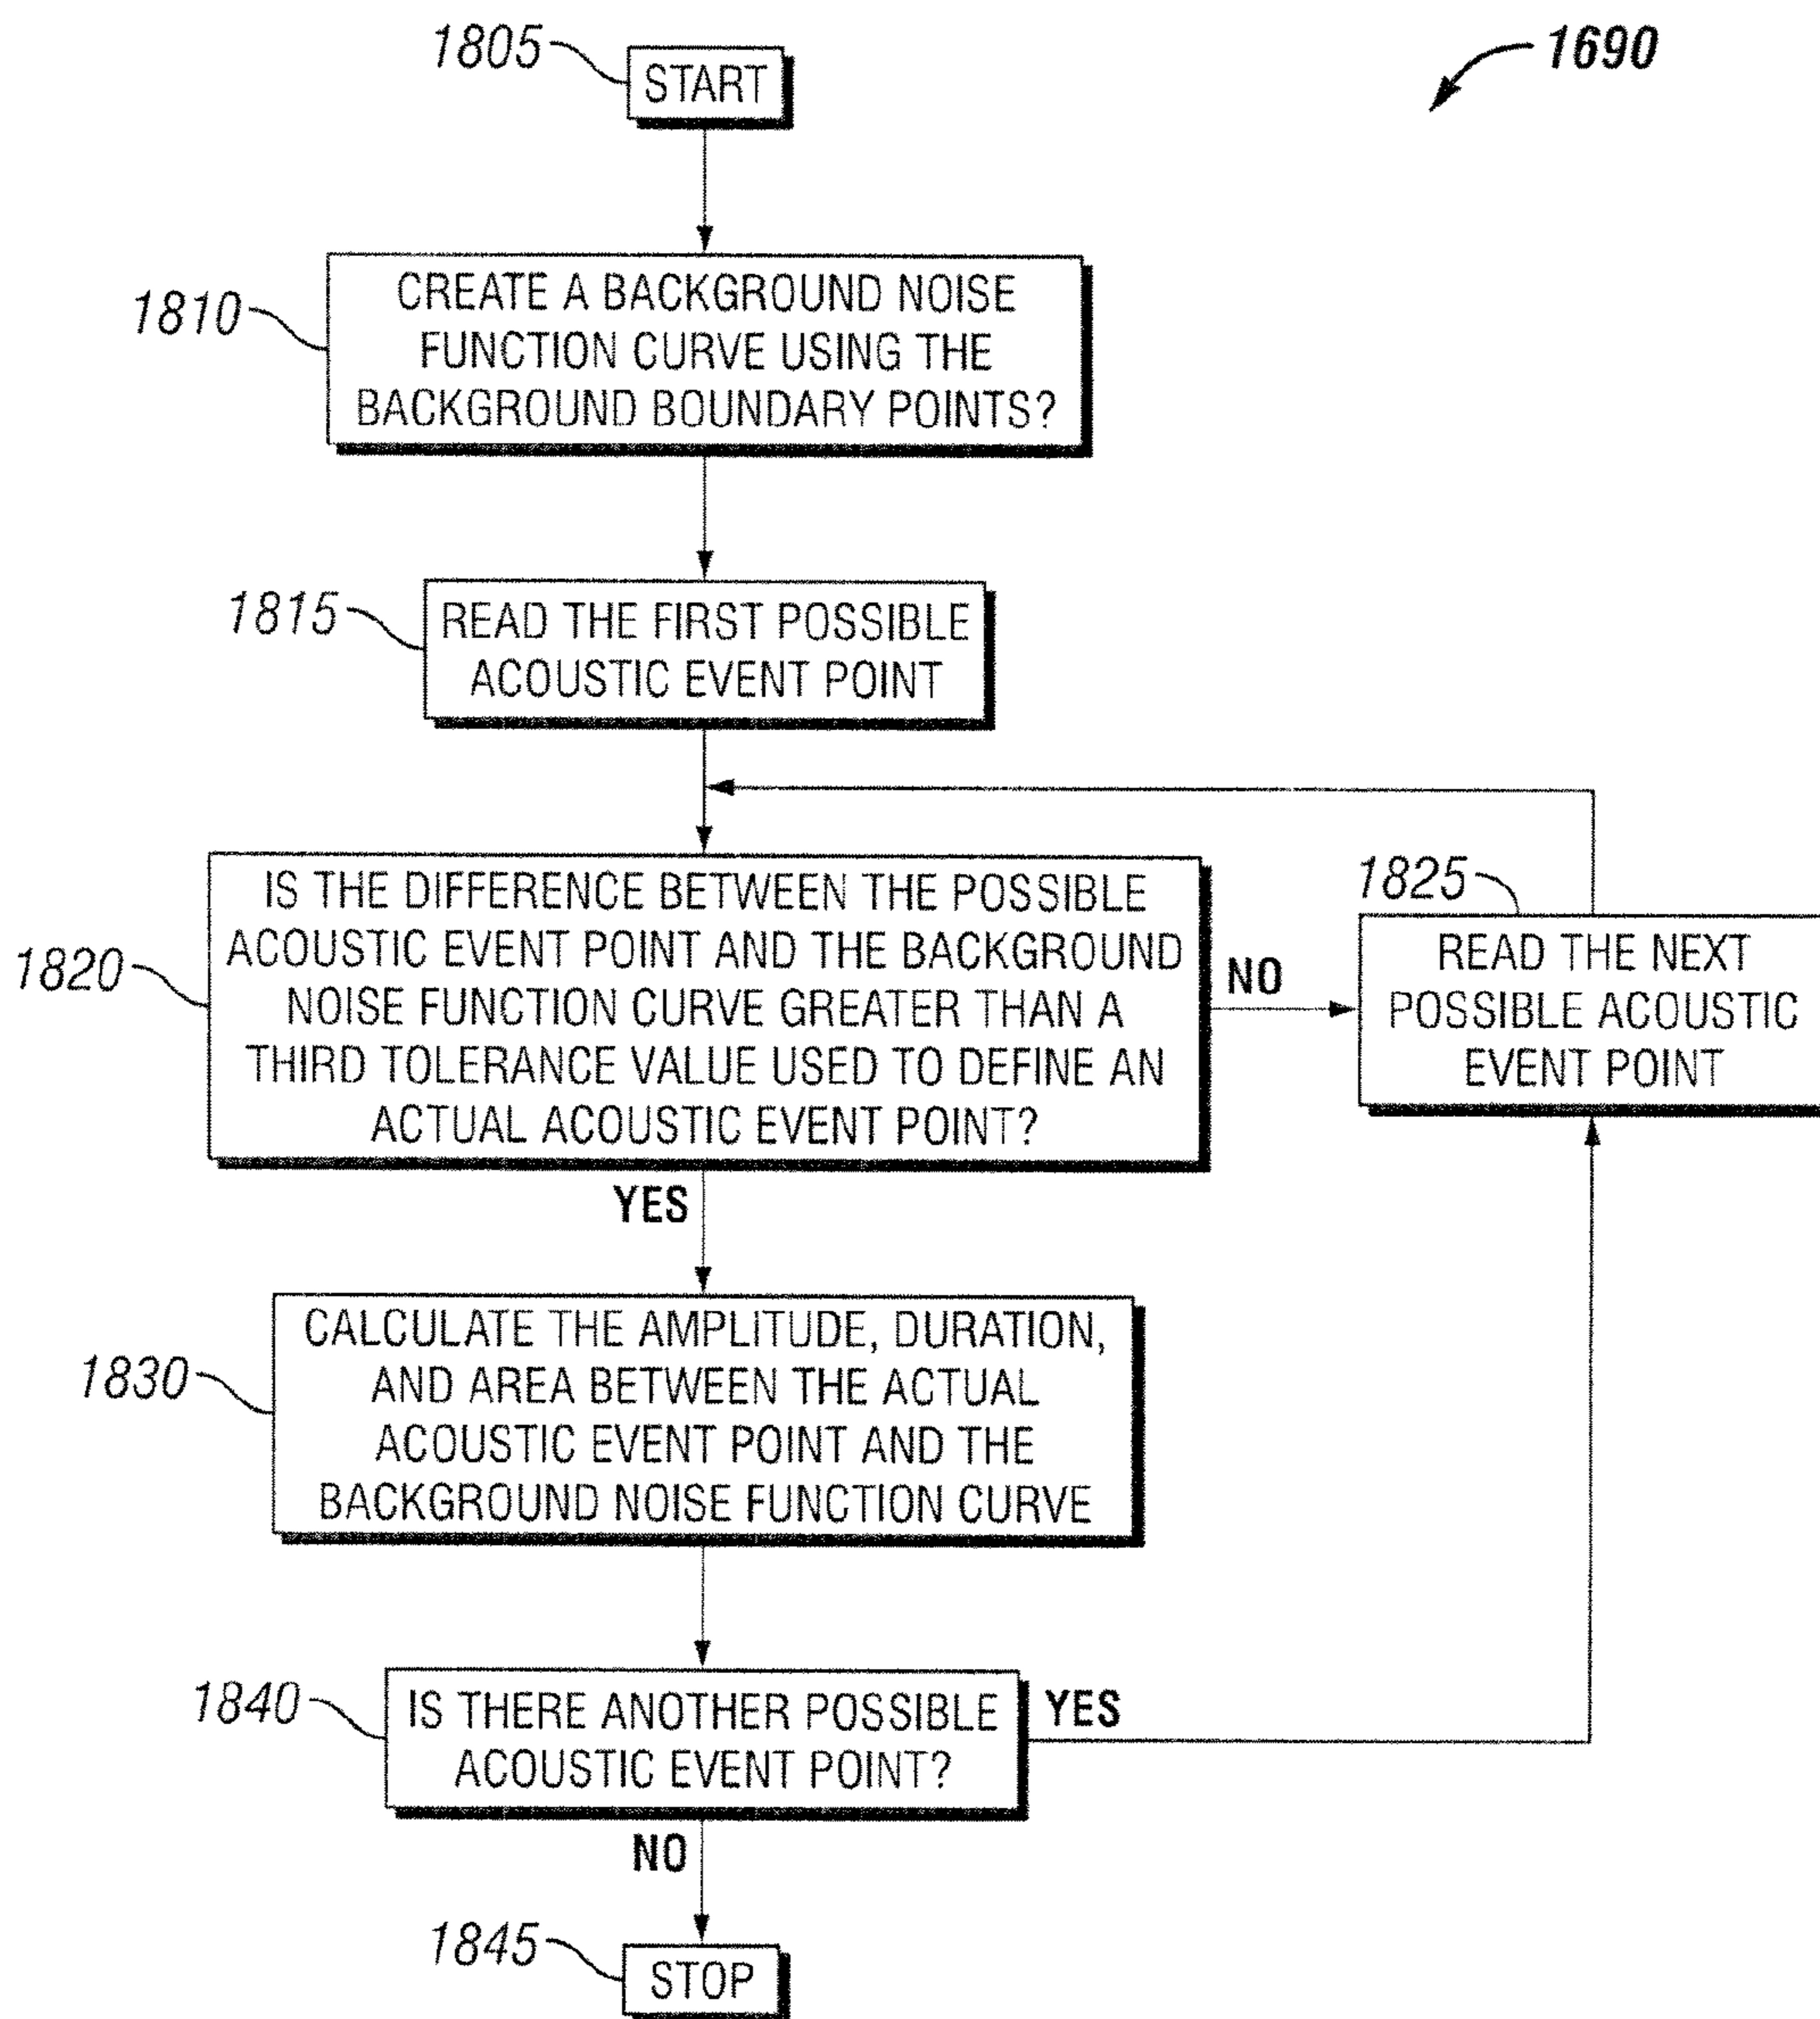 1805
START
1690
1810
CREATE A BACKGROUND NOISE
FUNCTION CURVE USING THE
BACKGROUND BOUNDARY POINTS?
1815
READ THE FIRST POSSIBLE
ACOUSTIC EVENT POINT
1820
IS THE DIFFERENCE BETWEEN THE POSSIBLE
ACOUSTIC EVENT POINT AND THE BACKGROUND
NOISE FUNCTION CURVE GREATER THAN A
THIRD TOLERANCE VALUE USED TO DEFINE AN
ACTUAL ACOUSTIC EVENT POINT?
NO
1825
READ THE NEXT
POSSIBLE ACOUSTIC
EVENT POINT
YES
1830
CALCULATE THE AMPLITUDE, DURATION,
AND AREA BETWEEN THE ACTUAL
ACOUSTIC EVENT POINT AND THE
BACKGROUND NOISE FUNCTION CURVE
1840
IS THERE ANOTHER POSSIBLE
ACOUSTIC EVENT POINT?
YES
NO
1845
STOP